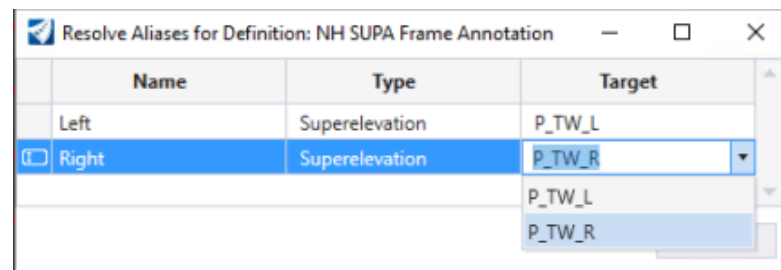 Resolve Aliases for Definition: NH SUPA Frame Annotation
Name Type Target
Left Superelevation P_TW_L
Right Superelevation P_TW_R
P_TW_L
P_TW_R